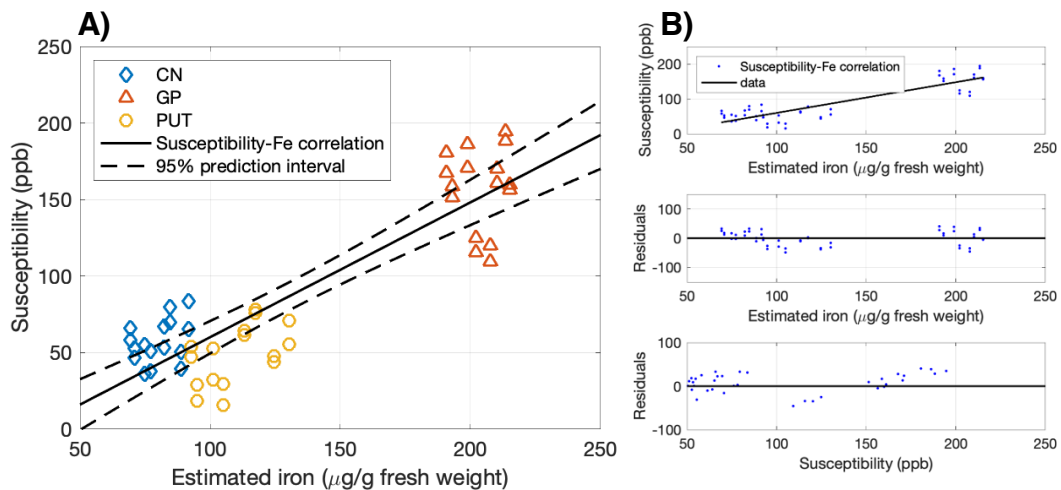 A)
250
200
150
100
50
0
Susceptibility (ppb)
CN
GP
PUT
Susceptibility-Fe correlation
95% prediction interval
50
100
150
200
250
Estimated iron (μg/g fresh weight)
B)
Susceptibility (ppb)
200
100
0
Susceptibility-Fe correlation
data
50
100
150
200
250
Estimated iron (μg/g fresh weight)
Residuals
100
0
-100
50
100
150
200
250
Estimated iron (μg/g fresh weight)
Residuals
100
0
-100
50
100
150
200
250
Susceptibility (ppb)